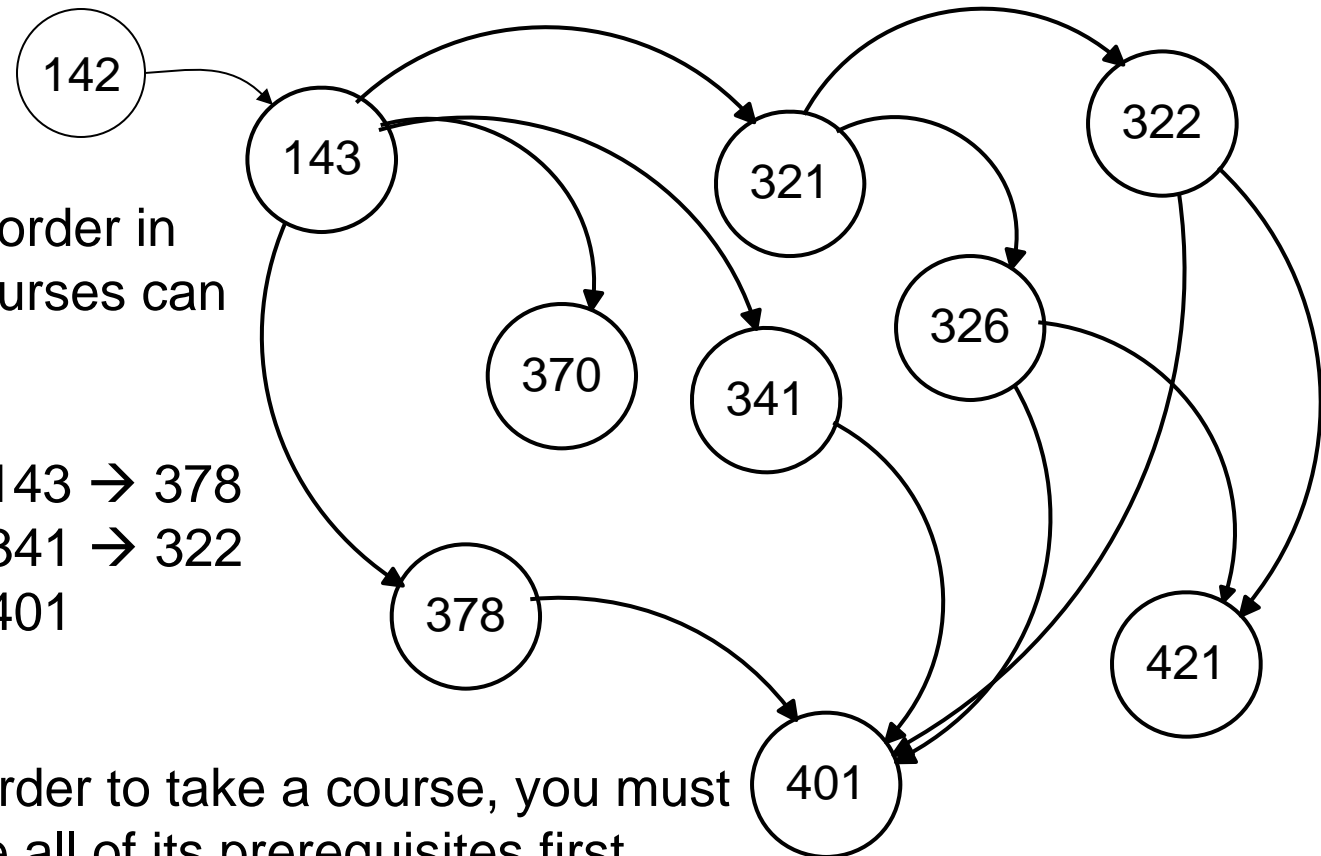 142
143
321
322
order in
urses can
326
370
341
143 → 378
341 → 322
401
378
421
rder to take a course, you must
401
all of its prerequisites first